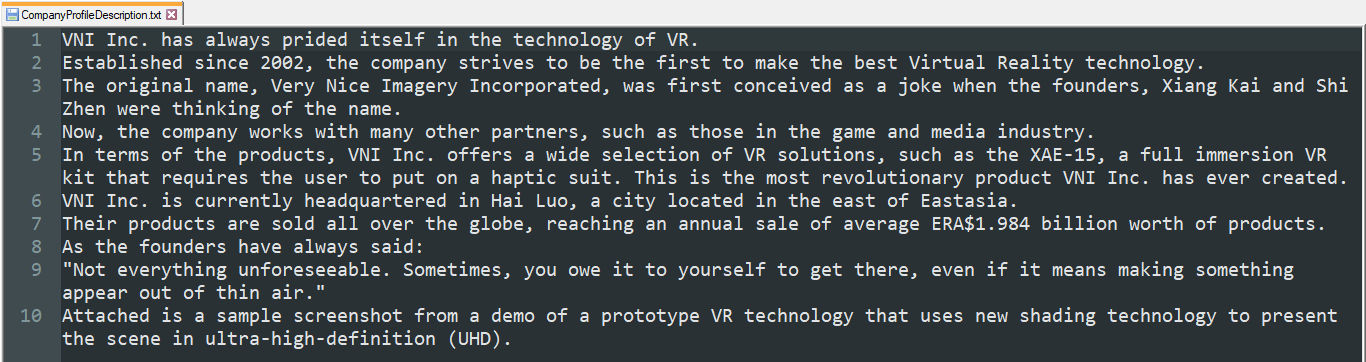 CompanyProfileDescription.txt
1 VNI Inc. has always prided itself in the technology of VR.
2 Established since 2002, the company strives to be the first to make the best Virtual Reality technology.
3 The original name, Very Nice Imagery Incorporated, was first conceived as a joke when the founders, Xiang Kai and Shi
Zhen were thinking of the name.
4 Now, the company works with many other partners, such as those in the game and media industry.
5 In terms of the products, VNI Inc. offers a wide selection of VR solutions, such as the XAE-15, a full immersion VR
kit that requires the user to put on a haptic suit. This is the most revolutionary product VNI Inc. has ever created.
6 VNI Inc. is currently headquartered in Hai Luo, a city located in the east of Eastasia.
7 Their products are sold all over the globe, reaching an annual sale of average ERA$1.984 billion worth of products.
8 As the founders have always said:
9 "Not everything unforeseeable. Sometimes, you owe it to yourself to get there, even if it means making something
appear out of thin air."
10 Attached is a sample screenshot from a demo of a prototype VR technology that uses new shading technology to present
the scene in ultra-high-definition (UHD).